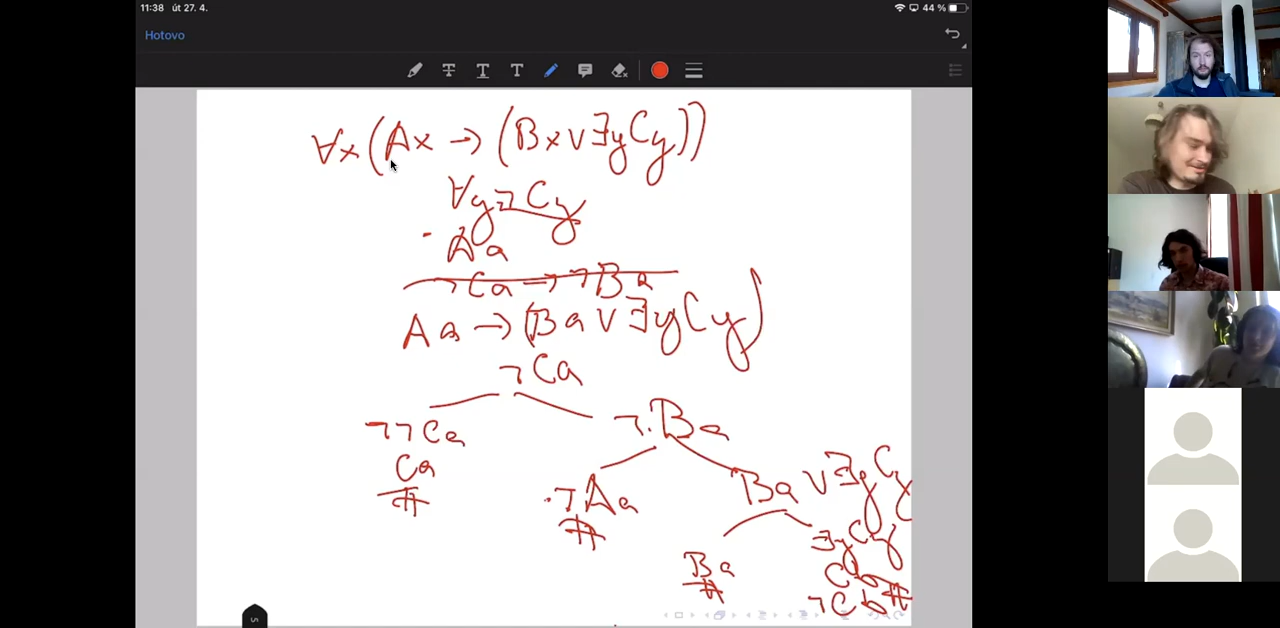 11:38 út 27. 4.
44 %
Hotovo
∀x(Ax → (Bx ∨ ∃yCy))
∀y¬Cy
Aa
¬Ca → ¬Ba
Aa → (Ba ∨ ∃yCy)
¬Ca
¬¬Ca
¬Ba
Ca
#
¬Aa
Ba ∨ ∃yCy
#
∃yCy
Ba
Cb
#
¬Cb #
5